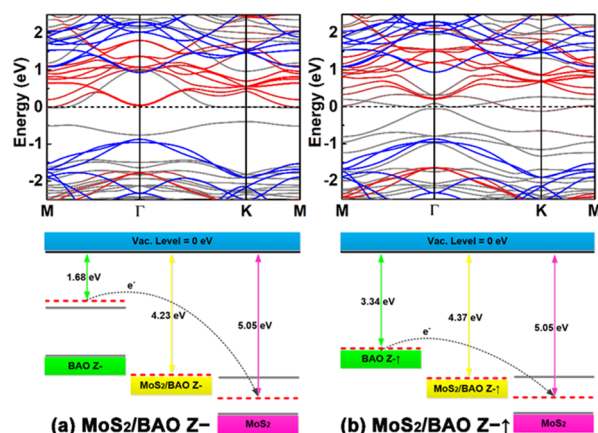 Energy (eV)
2
1
0
-1
-2
M Γ K M
Energy (eV)
2
1
0
-1
-2
M Γ K M
Vac. Level = 0 eV
1.68 eV
e-
4.23 eV
5.05 eV
BAO Z-
MoS2/BAO Z-
MoS2
(a) MoS2/BAO Z-
Vac. Level = 0 eV
3.34 eV
e-
4.37 eV
5.05 eV
BAO Z-↑
MoS2/BAO Z-↑
MoS2
(b) MoS2/BAO Z-↑